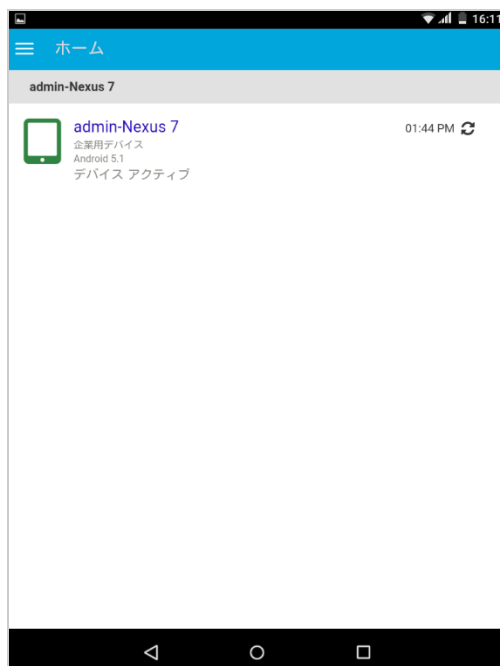 16:11
ホーム
admin-Nexus 7
admin-Nexus 7
01:44 PM
企業用デバイス
Android 5.1
デバイス アクティブ